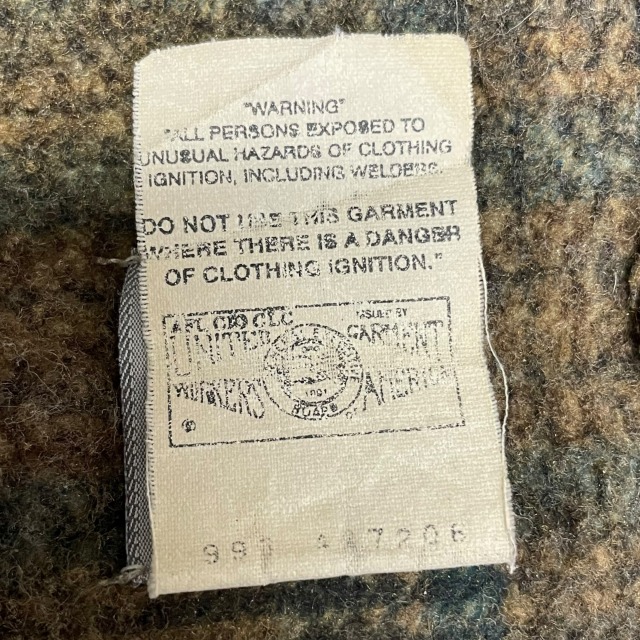 "WARNING"
"ALL PERSONS EXPOSED TO
UNUSUAL HAZARDS OF CLOTHING
IGNITION, INCLUDING WELDERS.
DO NOT USE THIS GARMENT
WHERE THERE IS A DANGER
OF CLOTHING IGNITION."
AFL CIO CLC ISSUED BY
UNITED GARMENT
WORKERS AMERICA
®
7206